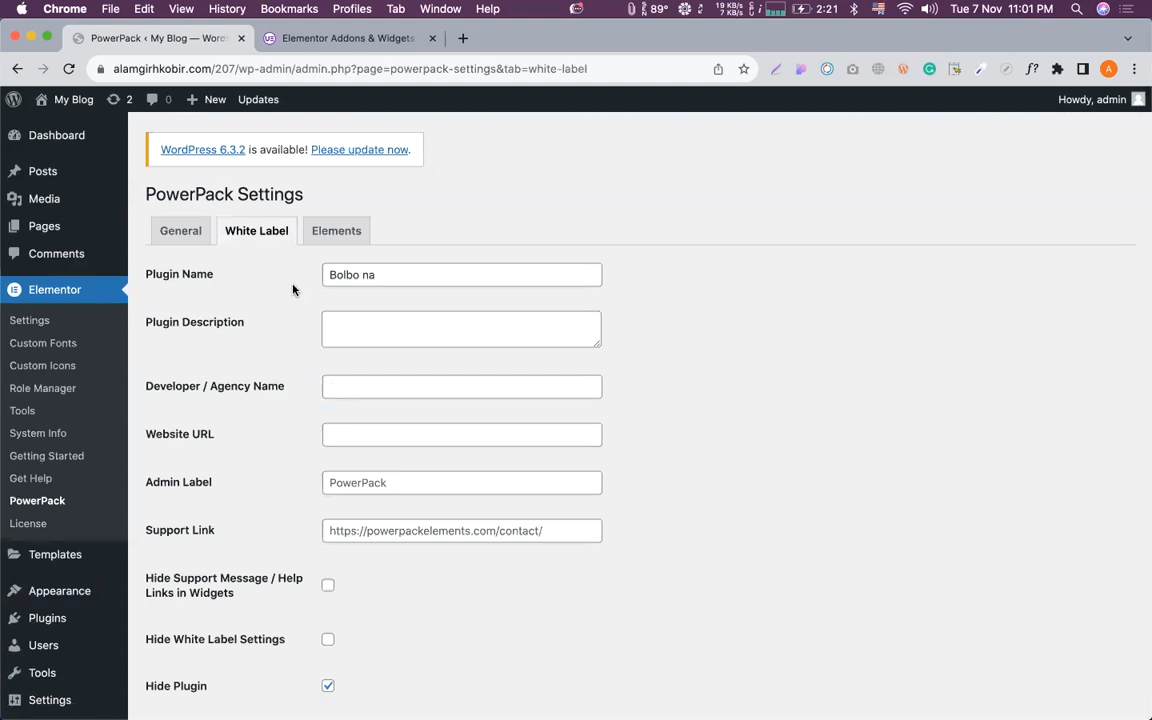 Chrome File Edit View History Bookmarks Profiles Tab Window Help 89° 19 KB/s 7 KB/s 2:21 Tue 7 Nov 11:01 PM
PowerPack ‹ My Blog — Words
Elementor Addons & Widgets
alamgirhkobir.com/207/wp-admin/admin.php?page=powerpack-settings&tab=white-label
My Blog 2 0 New Updates Howdy, admin
Dashboard
Posts
Media
Pages
Comments
Elementor
Settings
Custom Fonts
Custom Icons
Role Manager
Tools
System Info
Getting Started
Get Help
PowerPack
License
Templates
Appearance
Plugins
Users
Tools
Settings
WordPress 6.3.2 is available! Please update now.
PowerPack Settings
General White Label Elements
Plugin Name Bolbo na
Plugin Description
Developer / Agency Name
Website URL
Admin Label PowerPack
Support Link https://powerpackelements.com/contact/
Hide Support Message / Help
Links in Widgets
Hide White Label Settings
Hide Plugin